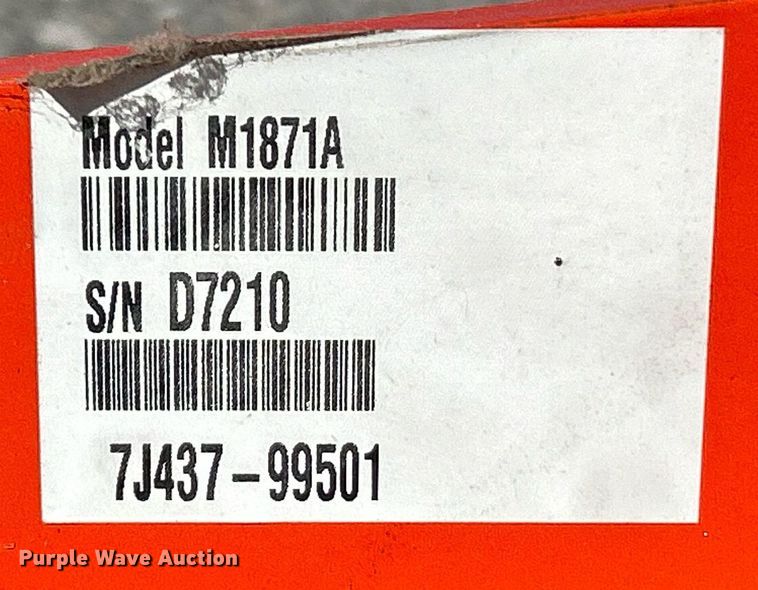 Model M1871A
S/N D7210
7J437-99501
Purple Wave Auction